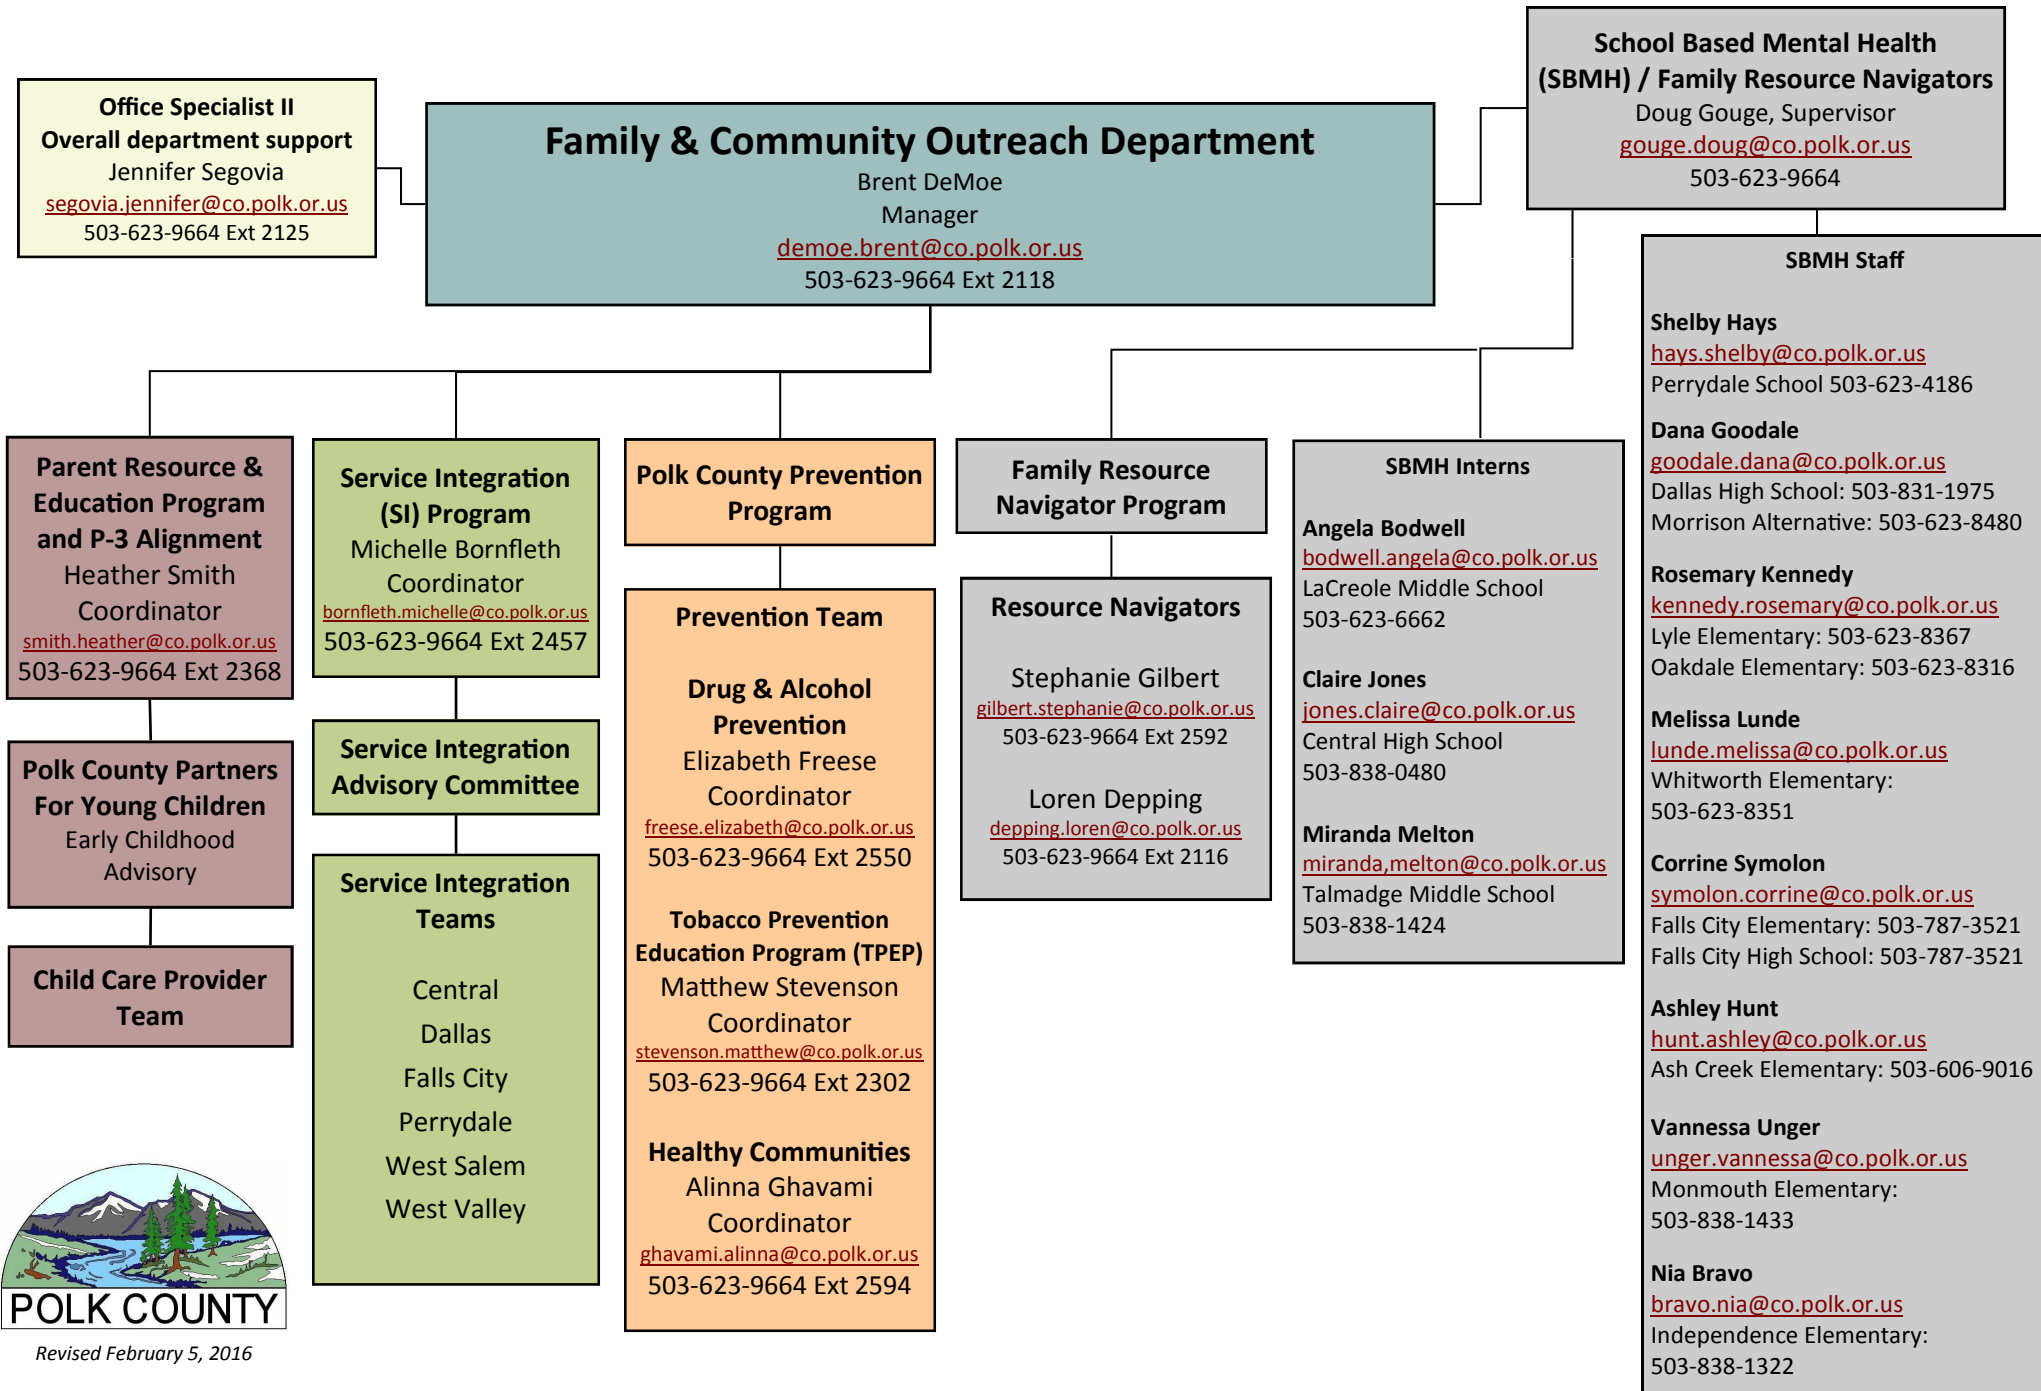 Office Specialist II
Overall department support
Jennifer Segovia
segovia.jennifer@co.polk.or.us
503-623-9664 Ext 2125
Family & Community Outreach Department
Brent DeMoe
Manager
demoe.brent@co.polk.or.us
503-623-9664 Ext 2118
School Based Mental Health
(SBMH) / Family Resource Navigators
Doug Gouge, Supervisor
gouge.doug@co.polk.or.us
503-623-9664
Parent Resource &
Education Program
and P-3 Alignment
Heather Smith
Coordinator
smith.heather@co.polk.or.us
503-623-9664 Ext 2368
Polk County Partners
For Young Children
Early Childhood
Advisory
Child Care Provider
Team
Service Integration
(SI) Program
Michelle Bornfleth
Coordinator
bornfleth.michelle@co.polk.or.us
503-623-9664 Ext 2457
Service Integration
Advisory Committee
Service Integration
Teams
Central
Dallas
Falls City
Perrydale
West Salem
West Valley
Polk County Prevention
Program
Prevention Team
Drug & Alcohol
Prevention
Elizabeth Freese
Coordinator
freese.elizabeth@co.polk.or.us
503-623-9664 Ext 2550
Tobacco Prevention
Education Program (TPEP)
Matthew Stevenson
Coordinator
stevenson.matthew@co.polk.or.us
503-623-9664 Ext 2302
Healthy Communities
Alinna Ghavami
Coordinator
ghavami.alinna@co.polk.or.us
503-623-9664 Ext 2594
Family Resource
Navigator Program
Resource Navigators
Stephanie Gilbert
gilbert.stephanie@co.polk.or.us
503-623-9664 Ext 2592
Loren Depping
depping.loren@co.polk.or.us
503-623-9664 Ext 2116
SBMH Interns
Angela Bodwell
bodwell.angela@co.polk.or.us
LaCreole Middle School
503-623-6662
Claire Jones
jones.claire@co.polk.or.us
Central High School
503-838-0480
Miranda Melton
miranda,melton@co.polk.or.us
Talmadge Middle School
503-838-1424
SBMH Staff
Shelby Hays
hays.shelby@co.polk.or.us
Perrydale School 503-623-4186
Dana Goodale
goodale.dana@co.polk.or.us
Dallas High School: 503-831-1975
Morrison Alternative: 503-623-8480
Rosemary Kennedy
kennedy.rosemary@co.polk.or.us
Lyle Elementary: 503-623-8367
Oakdale Elementary: 503-623-8316
Melissa Lunde
lunde.melissa@co.polk.or.us
Whitworth Elementary:
503-623-8351
Corrine Symolon
symolon.corrine@co.polk.or.us
Falls City Elementary: 503-787-3521
Falls City High School: 503-787-3521
Ashley Hunt
hunt.ashley@co.polk.or.us
Ash Creek Elementary: 503-606-9016
Vannessa Unger
unger.vannessa@co.polk.or.us
Monmouth Elementary:
503-838-1433
Nia Bravo
bravo.nia@co.polk.or.us
Independence Elementary:
503-838-1322
POLK COUNTY
Revised February 5, 2016